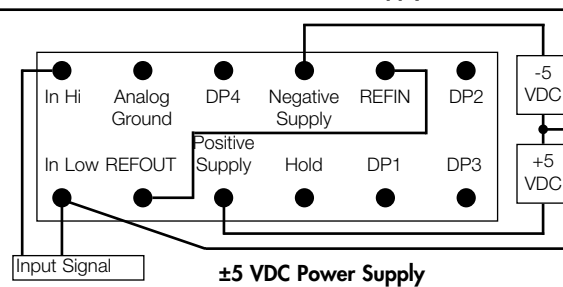 -5
VDC
In Hi Analog Ground DP4 Negative Supply REFIN DP2
In Low REFOUT Positive Supply Hold DP1 DP3
+5
VDC
Input Signal
±5 VDC Power Supply